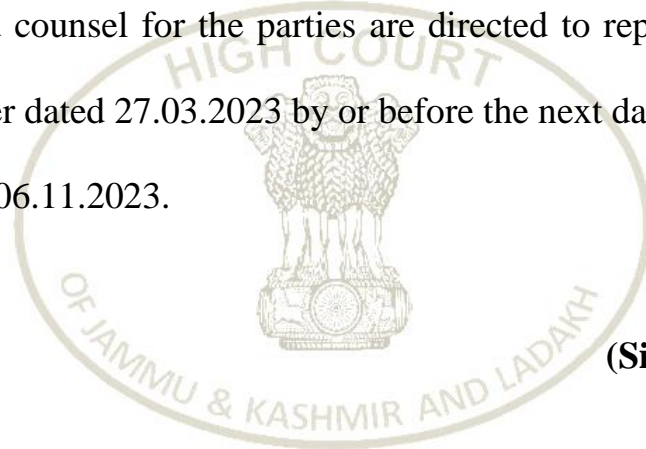 counsel for the parties are directed to rep
dated 27.03.2023 by or before the next da
06.11.2023.
(Si
HIGH COURT
OF JAMMU & KASHMIR AND LADAKH